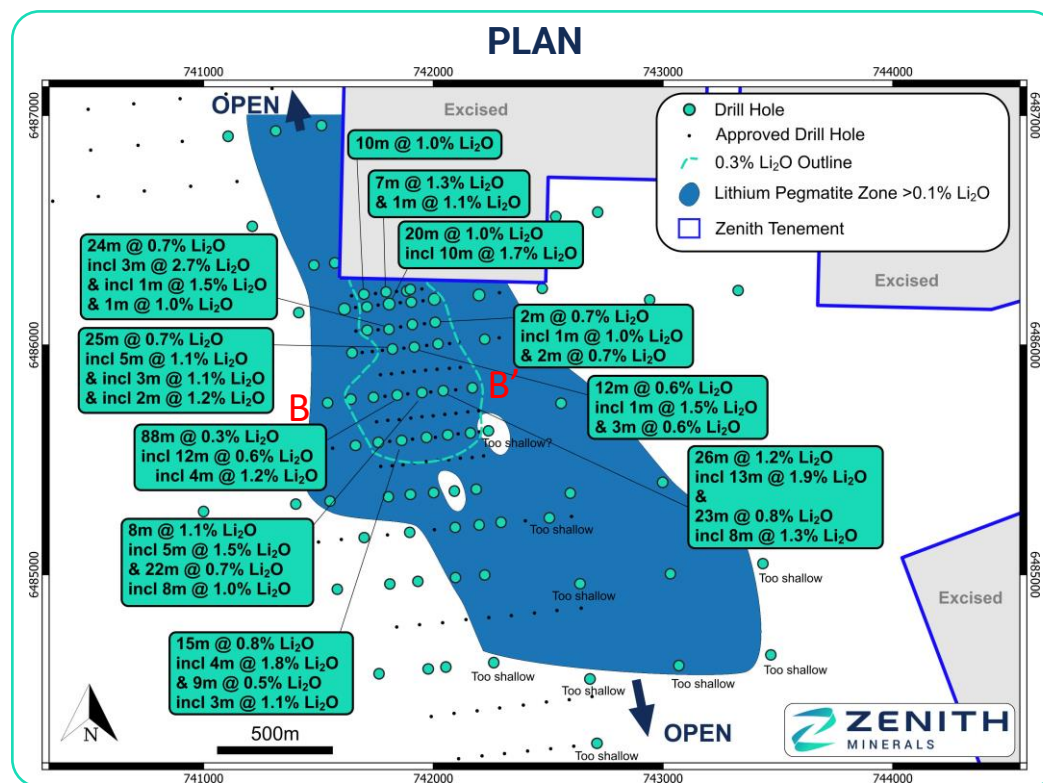 PLAN
741000
742000
743000
744000
6487000
6487000
OPEN
Excised
Drill Hole
Approved Drill Hole
0.3% Li₂O Outline
Lithium Pegmatite Zone >0.1% Li₂O
Zenith Tenement
10m @ 1.0% Li₂O
7m @ 1.3% Li₂O
& 1m @ 1.1% Li₂O
20m @ 1.0% Li₂O
incl 10m @ 1.7% Li₂O
24m @ 0.7% Li₂O
incl 3m @ 2.7% Li₂O
& incl 1m @ 1.5% Li₂O
& 1m @ 1.0% Li₂O
Excised
2m @ 0.7% Li₂O
incl 1m @ 1.0% Li₂O
& 2m @ 0.7% Li₂O
6486000
6486000
25m @ 0.7% Li₂O
incl 5m @ 1.1% Li₂O
& incl 3m @ 1.1% Li₂O
& incl 2m @ 1.2% Li₂O
B
B'
12m @ 0.6% Li₂O
incl 1m @ 1.5% Li₂O
& 3m @ 0.6% Li₂O
88m @ 0.3% Li₂O
incl 12m @ 0.6% Li₂O
incl 4m @ 1.2% Li₂O
Too shallow?
26m @ 1.2% Li₂O
incl 13m @ 1.9% Li₂O
&
23m @ 0.8% Li₂O
incl 8m @ 1.3% Li₂O
8m @ 1.1% Li₂O
incl 5m @ 1.5% Li₂O
& 22m @ 0.7% Li₂O
incl 8m @ 1.0% Li₂O
Too shallow
6485000
6485000
Too shallow
Too shallow
Excised
15m @ 0.8% Li₂O
incl 4m @ 1.8% Li₂O
& 9m @ 0.5% Li₂O
incl 3m @ 1.1% Li₂O
Too shallow
Too shallow
Too shallow
Too shallow
OPEN
Too shallow
N
500m
ZENITH
MINERALS
741000
742000
743000
744000